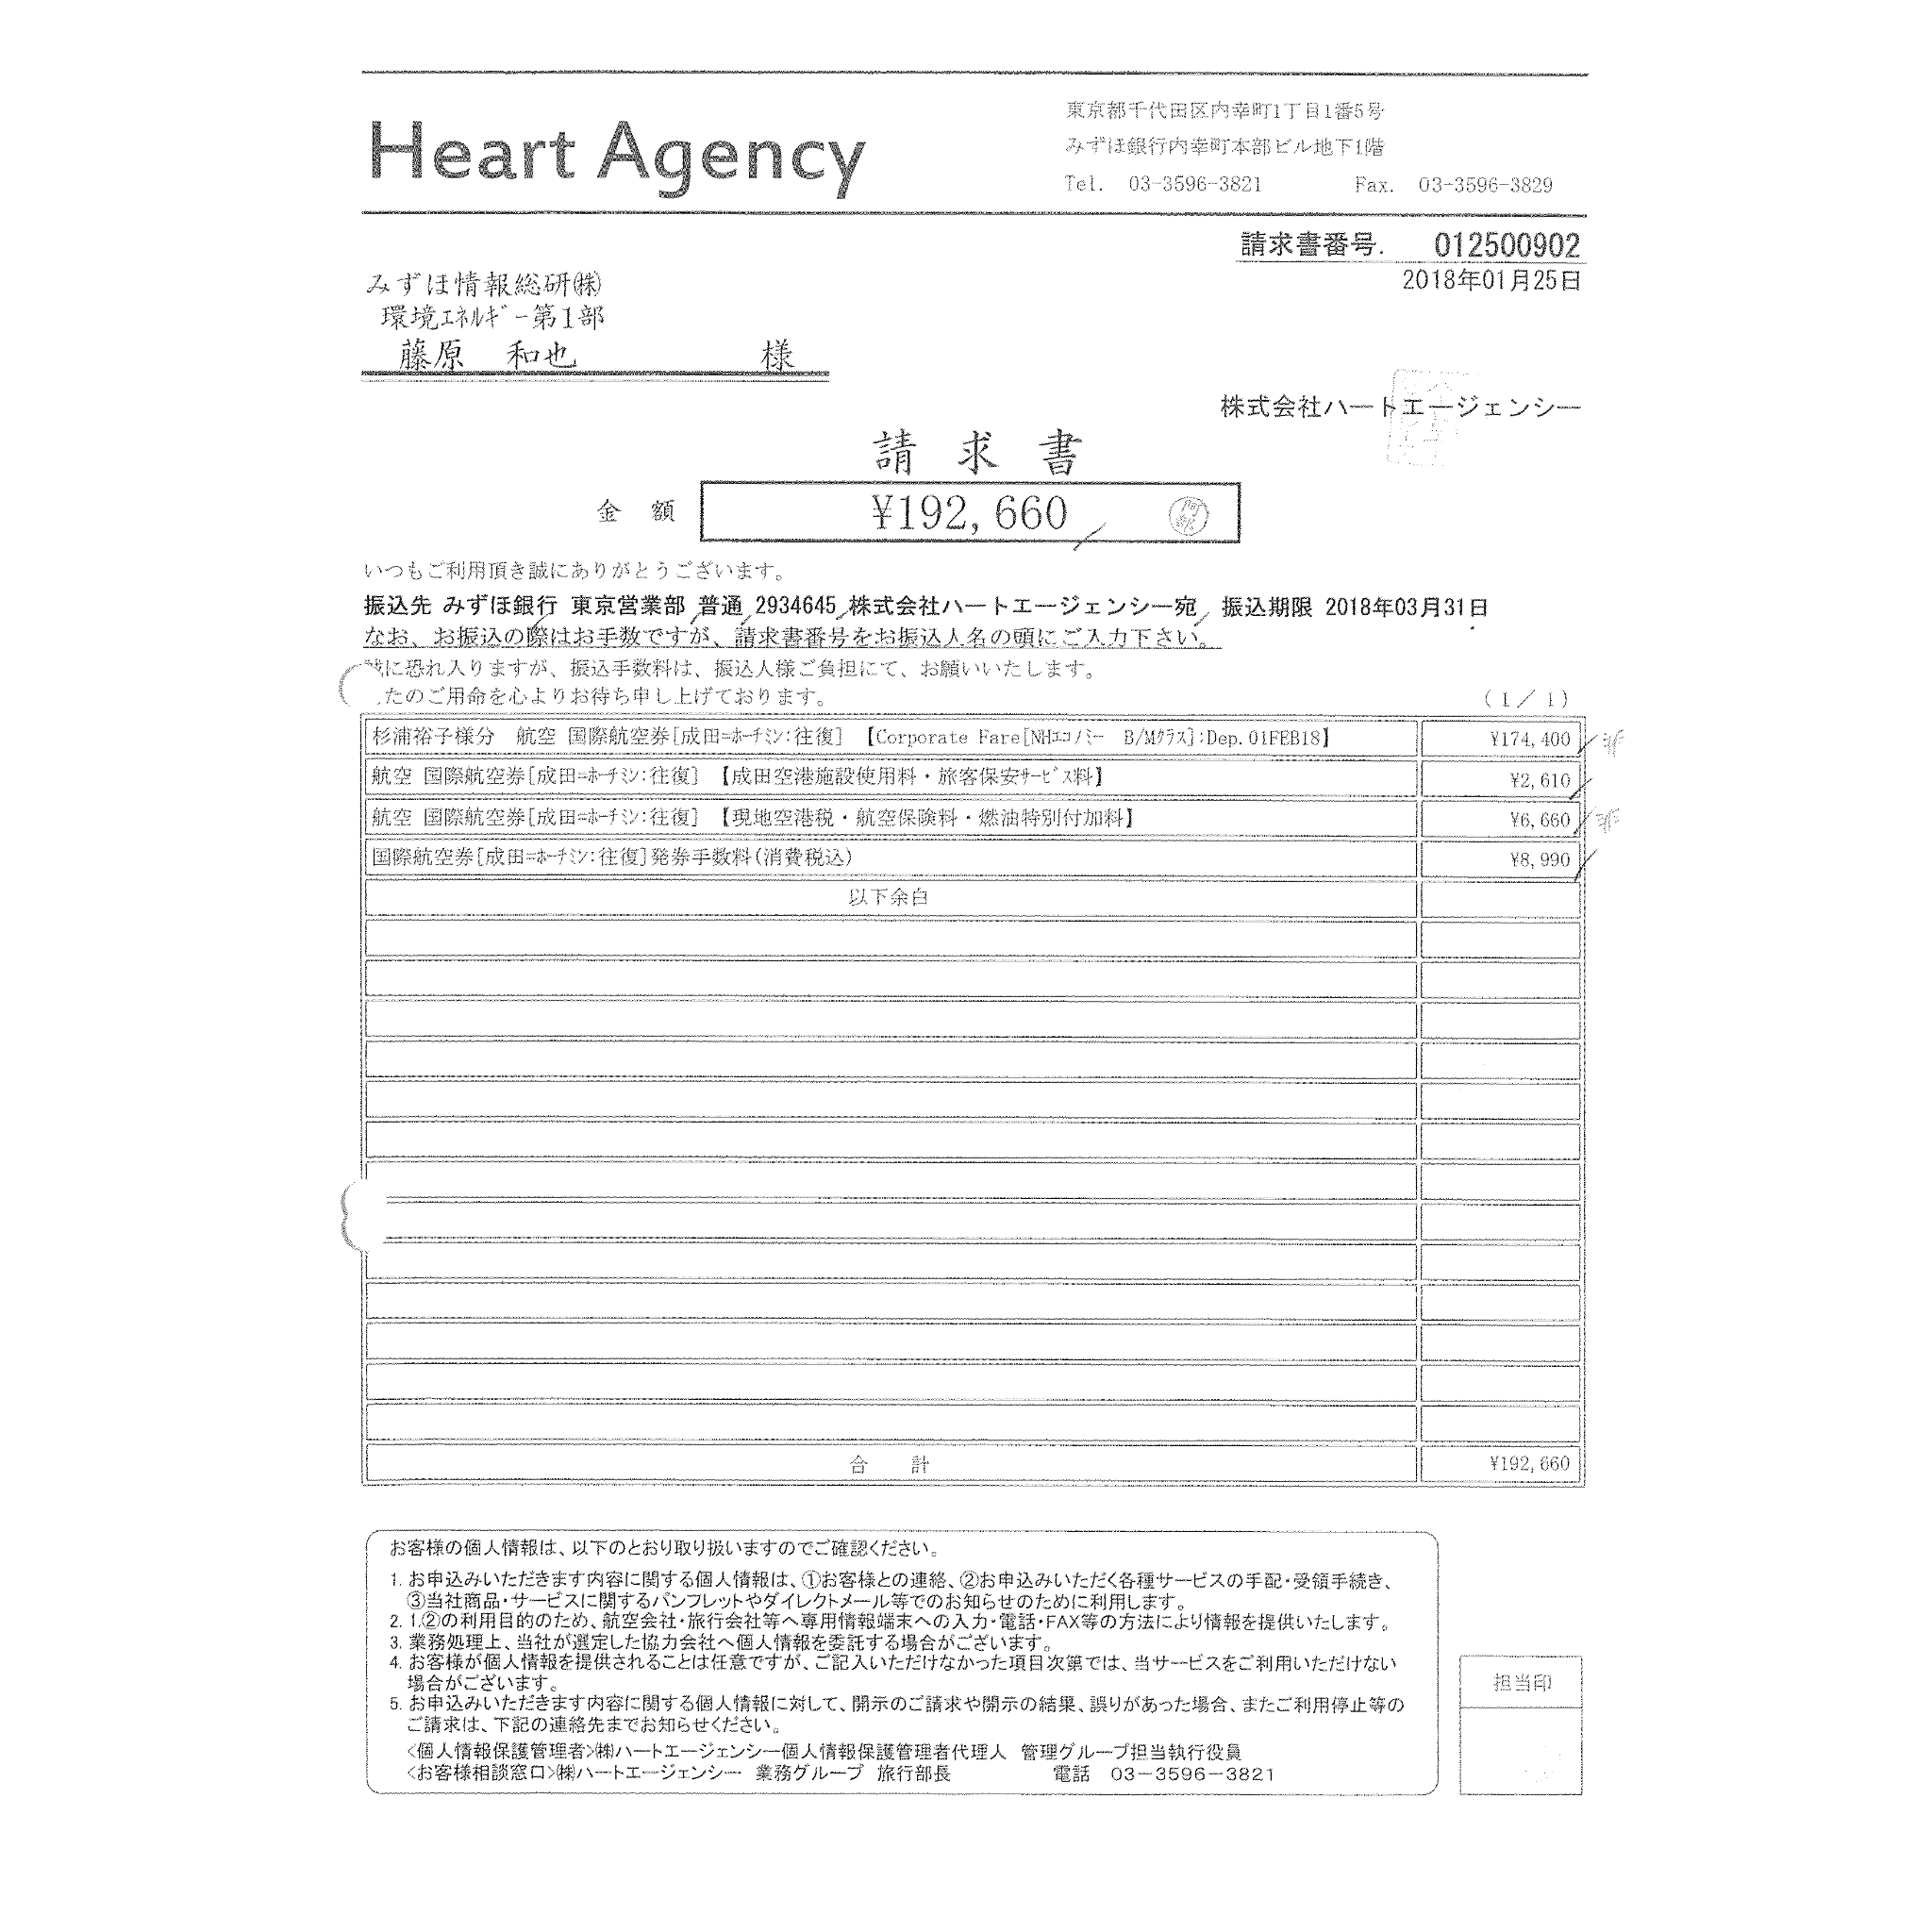 Heart Agency
東京都千代田区内幸町1丁目1番5号
みずほ銀行内幸町本部ビル地下1階
Tel. 03-3596-3821 Fax. 03-3596-3829
請求書番号. 012500902
2018年01月25日
みずほ情報総研㈱
環境ｴﾈﾙｷﾞｰ第1部
藤原 和也 様
株式会社ハートエージェンシー
請 求 書
金 額 ¥192,660 阿部
いつもご利用頂き誠にありがとうございます。
振込先 みずほ銀行 東京営業部 普通 2934645 株式会社ハートエージェンシー宛 振込期限 2018年03月31日
なお、お振込の際はお手数ですが、請求書番号をお振込人名の頭にご入力下さい。
に恐れ入りますが、振込手数料は、振込人様ご負担にて、お願いいたします。
たのご用命を心よりお待ち申し上げております。 (1／1)
杉浦裕子様分 航空 国際航空券[成田=ﾎｰﾁﾐﾝ:往復] 【Corporate Fare[NHｴｺﾉﾐｰ B/Mｸﾗｽ]:Dep.01FEB18】 ¥174,400 非
航空 国際航空券[成田=ﾎｰﾁﾐﾝ:往復] 【成田空港施設使用料・旅客保安ｻｰﾋﾞｽ料】 ¥2,610
航空 国際航空券[成田=ﾎｰﾁﾐﾝ:往復] 【現地空港税・航空保険料・燃油特別付加料】 ¥6,660 非
国際航空券[成田=ﾎｰﾁﾐﾝ:往復]発券手数料(消費税込) ¥8,990
以下余白
合 計 ¥192,660
お客様の個人情報は、以下のとおり取り扱いますのでご確認ください。
1. お申込みいただきます内容に関する個人情報は、①お客様との連絡、②お申込みいただく各種サービスの手配・受領手続き、
③当社商品・サービスに関するパンフレットやダイレクトメール等でのお知らせのために利用します。
2. 1.②の利用目的のため、航空会社・旅行会社等へ専用情報端末への入力・電話・FAX等の方法により情報を提供いたします。
3. 業務処理上、当社が選定した協力会社へ個人情報を委託する場合がございます。
4. お客様が個人情報を提供されることは任意ですが、ご記入いただけなかった項目次第では、当サービスをご利用いただけない
場合がございます。
5. お申込みいただきます内容に関する個人情報に対して、開示のご請求や開示の結果、誤りがあった場合、またご利用停止等の
ご請求は、下記の連絡先までお知らせください。
<個人情報保護管理者>㈱ハートエージェンシー個人情報保護管理者代理人 管理グループ担当執行役員
<お客様相談窓口>㈱ハートエージェンシー 業務グループ 旅行部長 電話 03－3596－3821
担当印